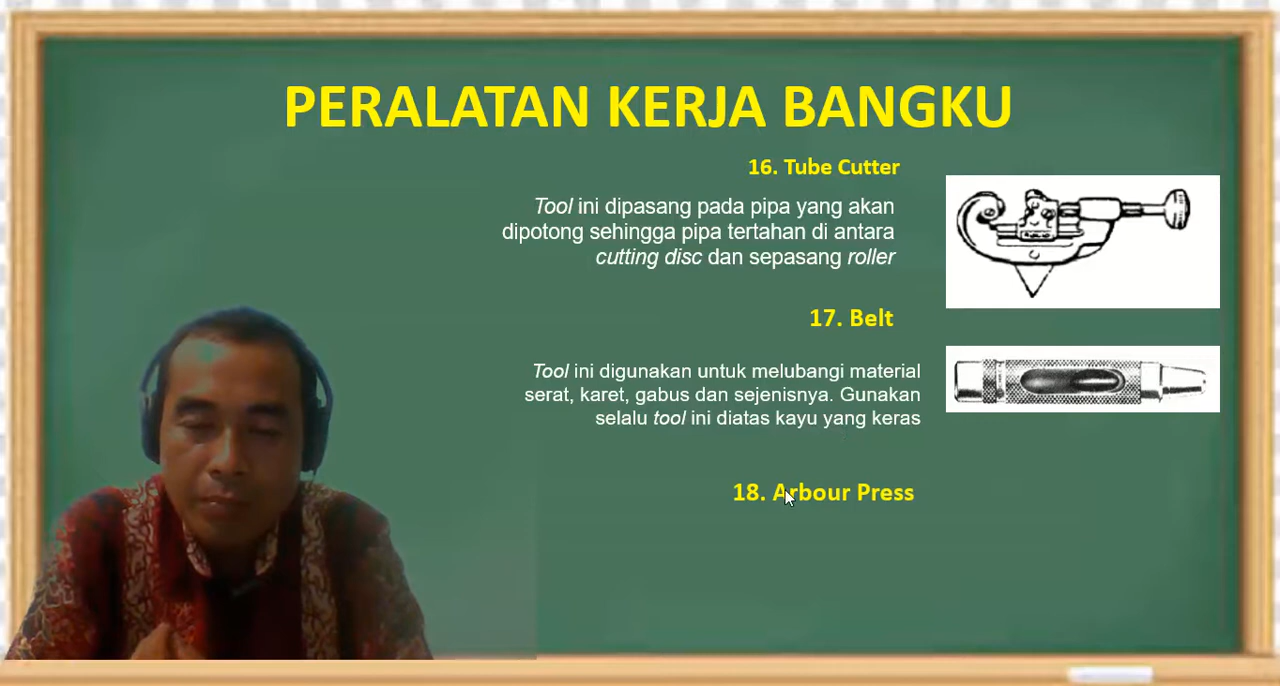 PERALATAN KERJA BANGKU
16. Tube Cutter
Tool ini dipasang pada pipa yang akan
dipotong sehingga pipa tertahan di antara
cutting disc dan sepasang roller
17. Belt
Tool ini digunakan untuk melubangi material
serat, karet, gabus dan sejenisnya. Gunakan
selalu tool ini diatas kayu yang keras
18. Arbour Press